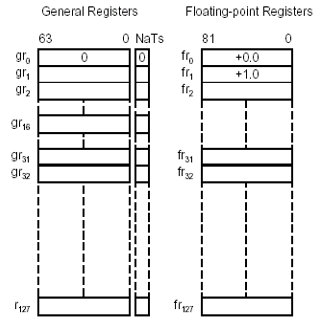 General Registers Floating-point Registers
63 0 NaTs 81 0
gr0 0 0 fr0 +0.0
gr1 fr1 +1.0
gr2 fr2
gr16
gr31 fr31
gr32 fr32
r127 fr127